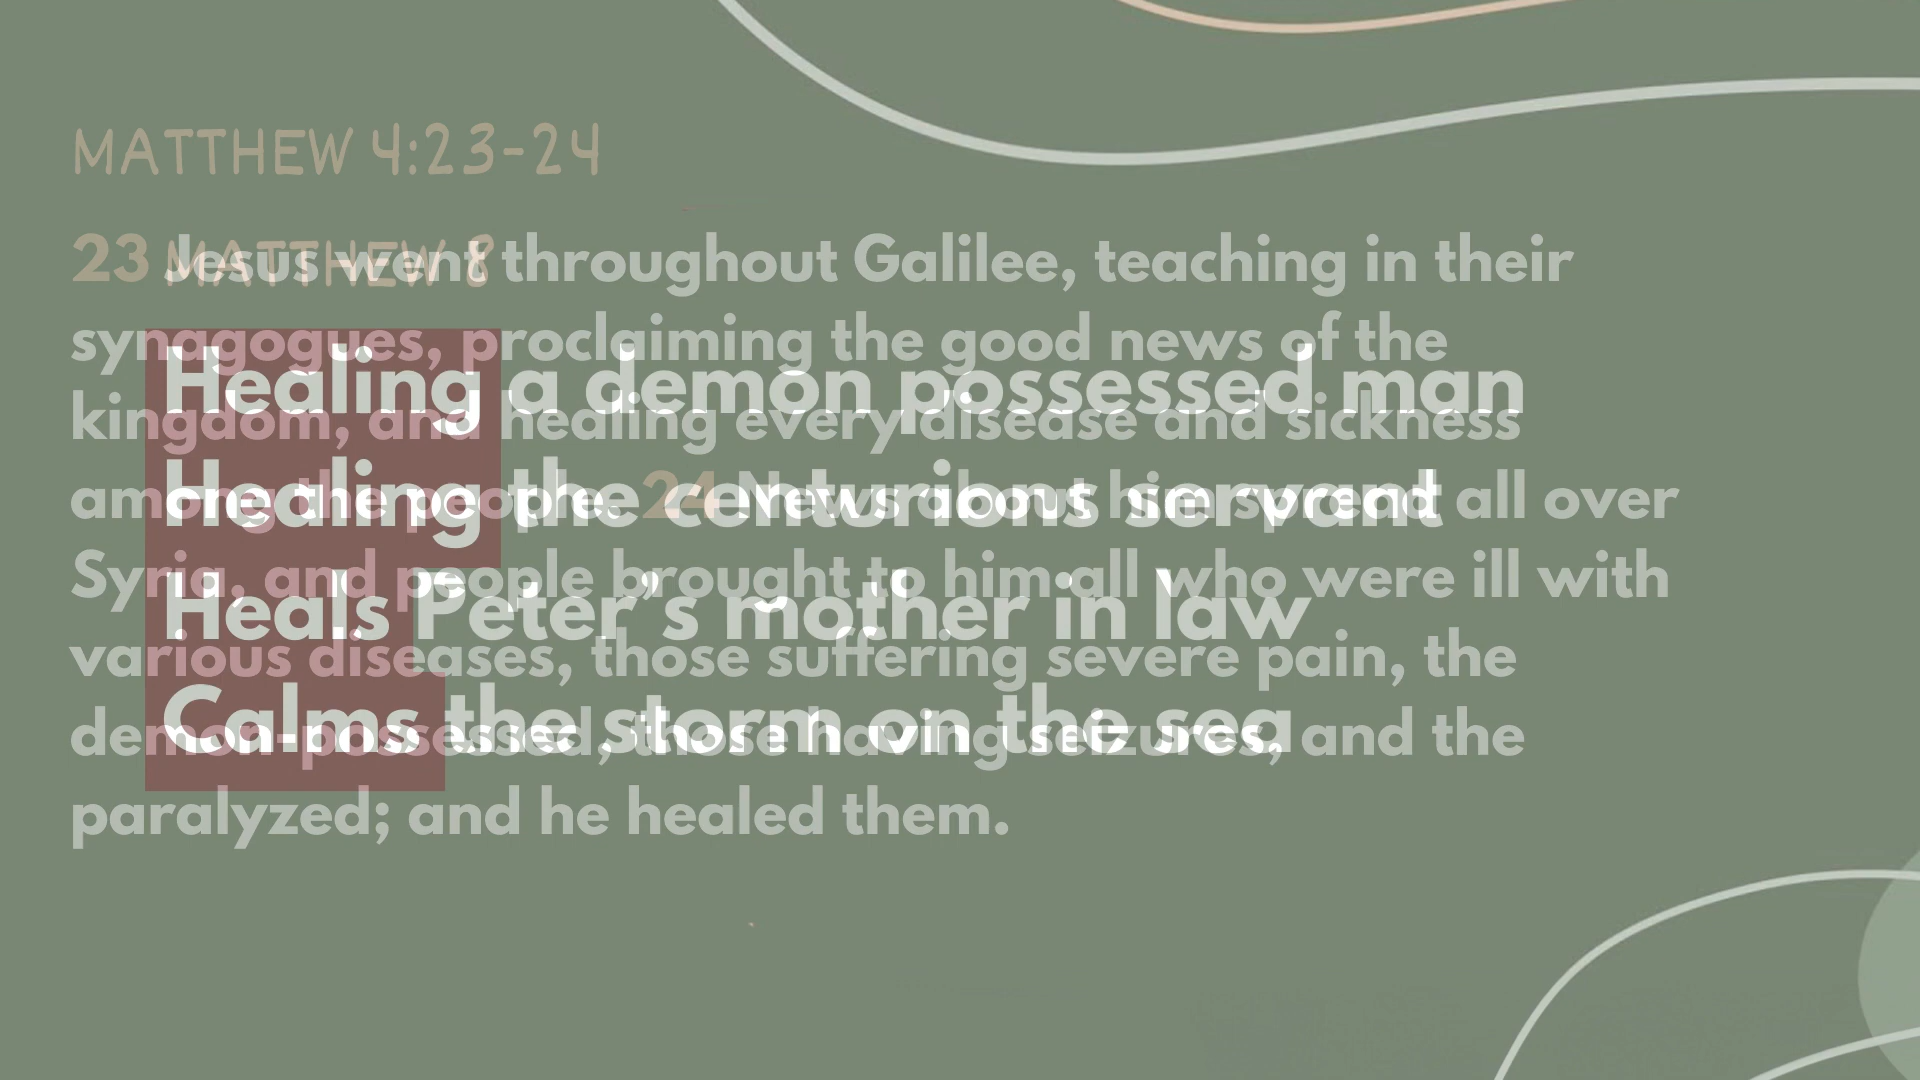 MATTHEW 4:23-24
23 Jesus went throughout Galilee, teaching in their
synagogues, proclaiming the good news of the
kingdom, and healing every disease and sickness
among the people. 24 News about him spread all over
Syria, and people brought to him all who were ill with
various diseases, those suffering severe pain, the
demon-possessed, those having seizures, and the
paralyzed; and he healed them.
MATTHEW 8
Healing a demon possessed man
Healing the centurions servant
Heals Peter's mother in law
Calms the storm on the sea